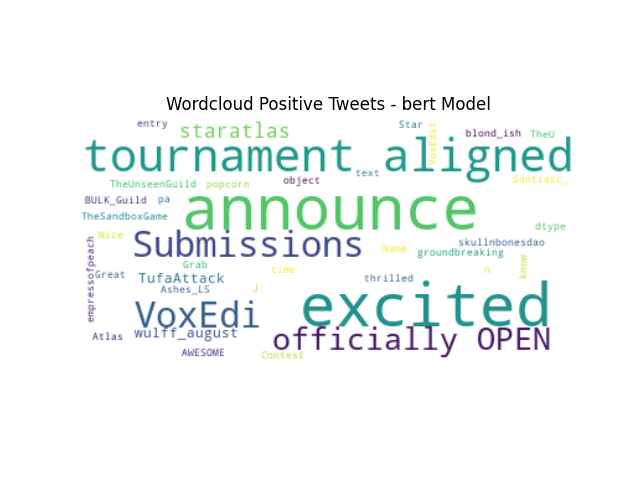 Wordcloud Positive Tweets - bert Model
entry
staratlas
Star
VoxEdit
blond_ish
TheU
tournament aligned
text
TheUnseenGuild
popcorn
object
Santiacc_
BULK_Guild
pa
announce
TheSandboxGame
dtype
Nice
Submissions
Name
skullnbonesdao
groundbreaking
empressofpeach
Great
Grab
time
n
know
TufaAttack
thrilled
Ashes_LS
J
excited
VoxEdi
wulff_august
officially OPEN
Atlas
AWESOME
Contest